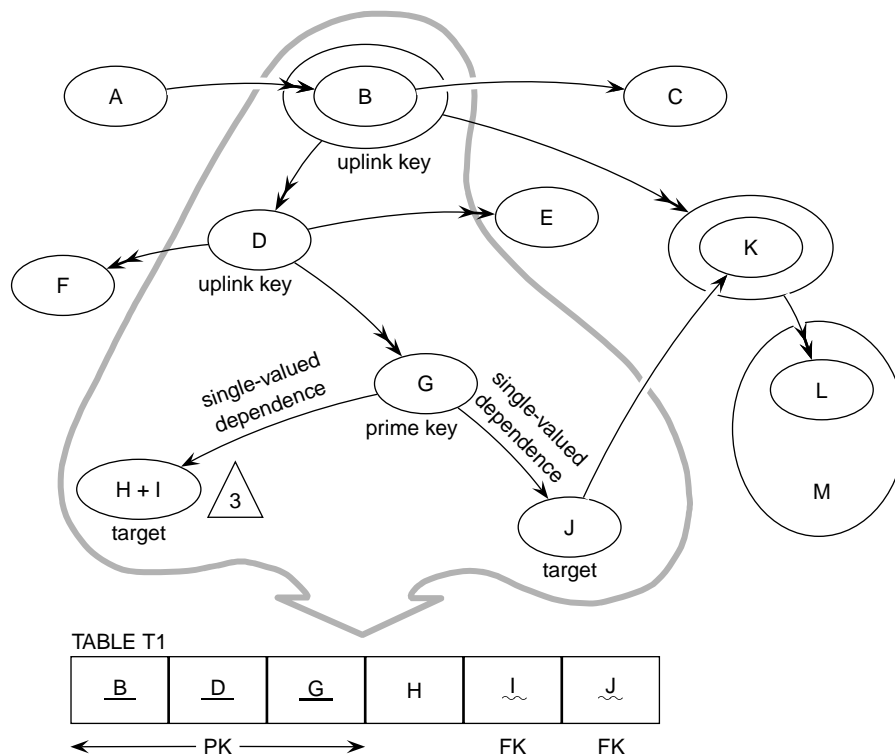 A
B
C
uplink key
D
E
K
F
uplink key
G
L
single-valued
dependence
single-valued
dependence
prime key
H + I
3
M
target
J
target
TABLE T1
B D G H I J
PK FK FK